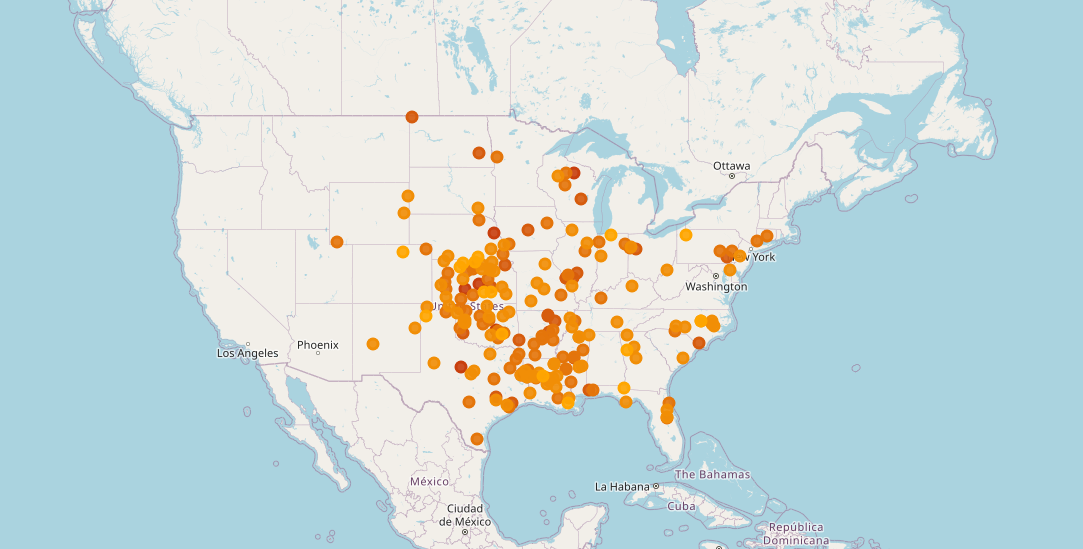 Ottawa
York
Washington
United States
Los Angeles
Phoenix
The Bahamas
México
La Habana
Cuba
Ciudad
de México
República
Dominicana